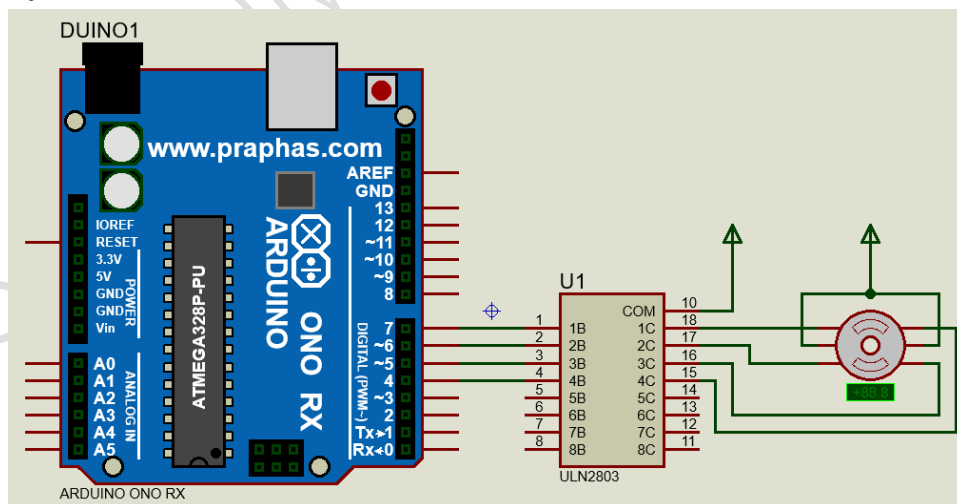 DUINO1
www.praphas.com
AREF
GND
13
12
~11
~10
~9
8
7
~6
~5
4
~3
2
Tx→1
Rx◂0
DIGITAL (PWM~)
IOREF
RESET
3.3V
5V
GND
GND
Vin
POWER
A0
A1
A2
A3
A4
A5
ANALOG IN
ATMEGA328P-PU
ARDUINO
ONO RX
ARDUINO ONO RX
U1
1 1B
2 2B
3 3B
4 4B
5 5B
6 6B
7 7B
8 8B
COM 10
1C 18
2C 17
3C 16
4C 15
5C 14
6C 13
7C 12
8C 11
ULN2803
+88.8